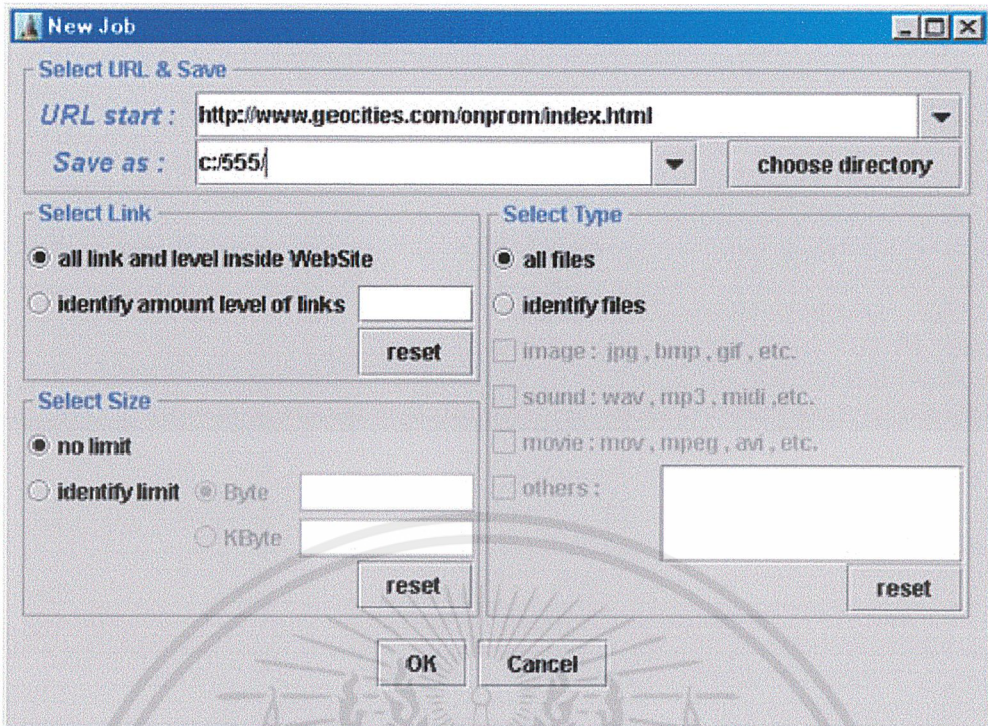 New Job
Select URL & Save
URL start :
http://www.geocities.com/onprom/index.html
Save as :
c:/555/
choose directory
Select Link
all link and level inside WebSite
identify amount level of links
reset
Select Size
no limit
identify limit
Byte
KByte
reset
Select Type
all files
identify files
image : jpg , bmp , gif , etc.
sound : wav , mp3 , midi ,etc.
movie : mov , mpeg , avi , etc.
others :
reset
OK
Cancel